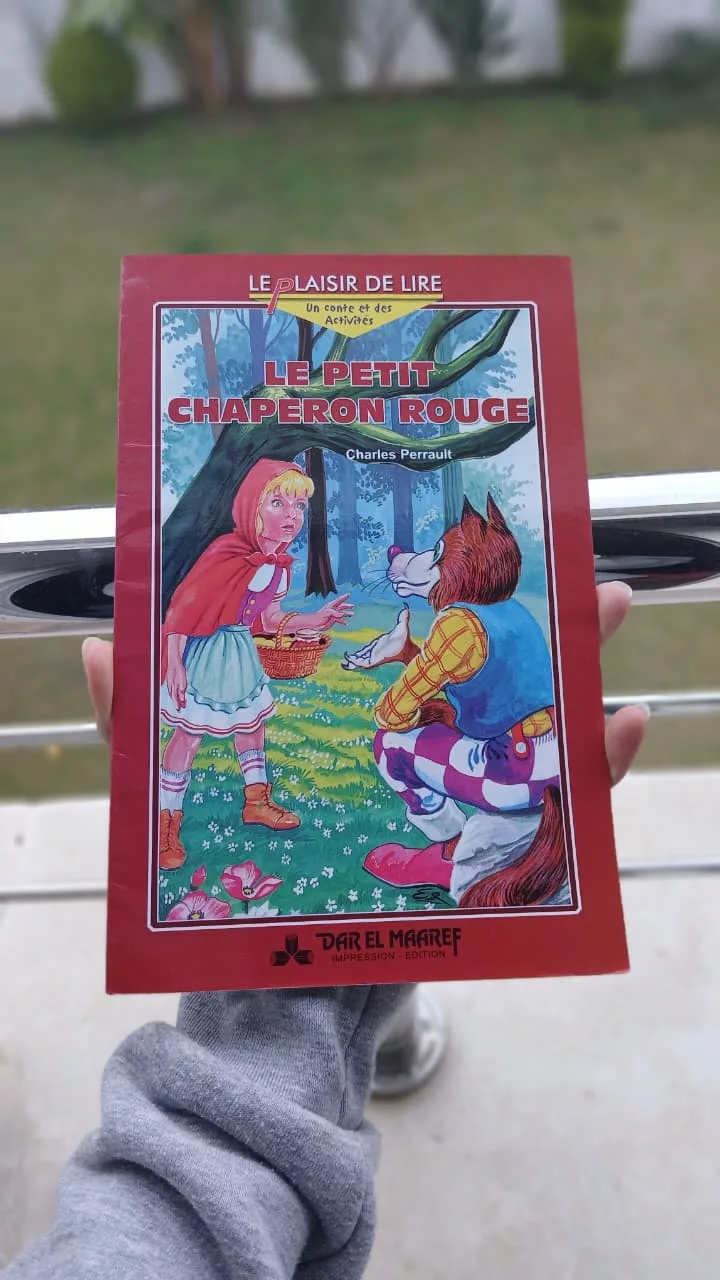 LE PLAISIR DE LIRE
Un conte et des
Activités
LE PETIT
CHAPERON ROUGE
Charles Perrault
DAR EL MAAREF
IMPRESSION - EDITION